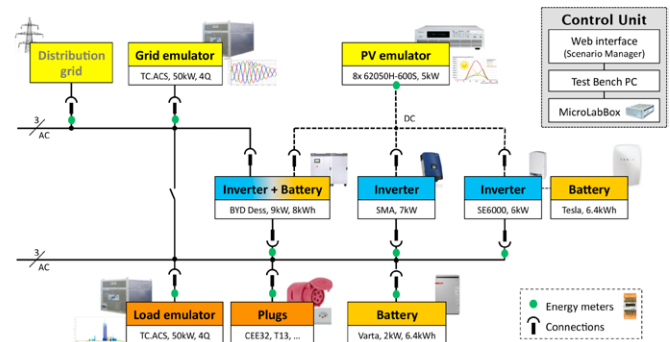 Control Unit
Web interface
(Scenario Manager)
Test Bench PC
MicroLabBox
Distribution
grid
Grid emulator
TC.ACS, 50kW, 4Q
PV emulator
8x 62050H-600S, 5kW
3
AC
DC
Inverter + Battery
BYD Dess, 9kW, 8kWh
Inverter
SMA, 7kW
Inverter
SE6000, 6kW
Battery
Tesla, 6.4kWh
3
AC
Load emulator
TC.ACS, 50kW, 4Q
Plugs
CEE32, T13, ...
Battery
Varta, 2kW, 6.4kWh
Energy meters
Connections